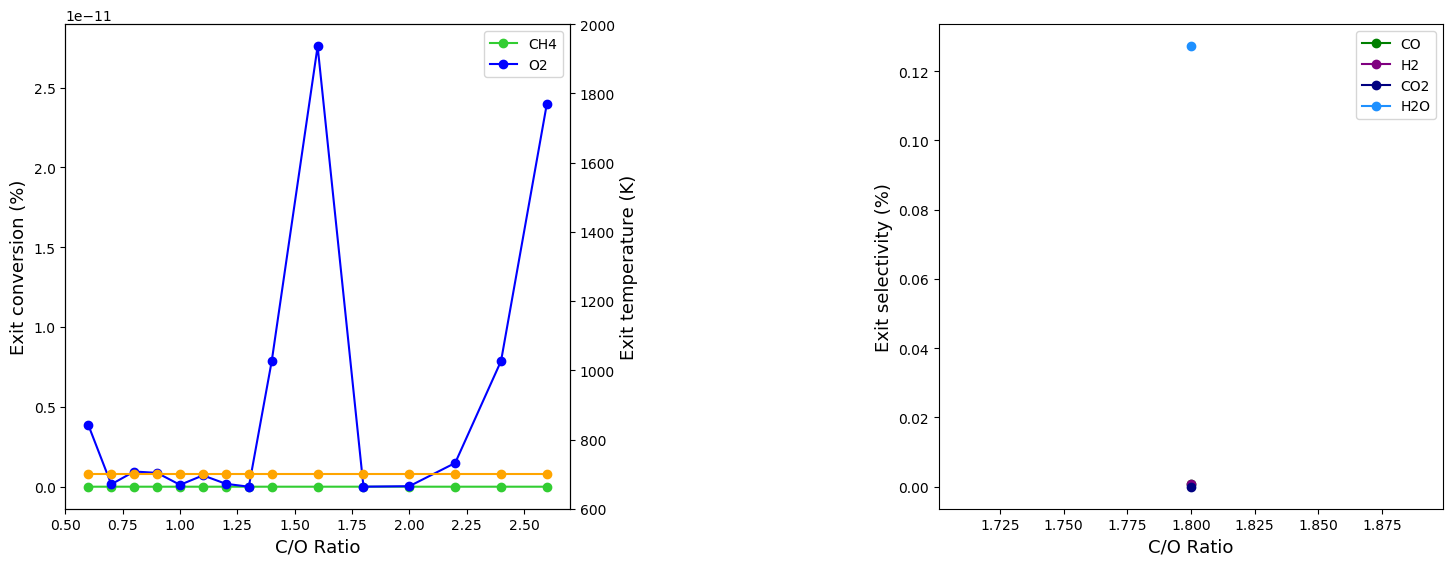 1e−11
Exit conversion (%)
2.5
2.0
1.5
1.0
0.5
0.0
0.50 0.75 1.00 1.25 1.50 1.75 2.00 2.25 2.50
C/O Ratio
CH4
O2
2000
1800
1600
1400
1200
1000
800
600
Exit temperature (K)
Exit selectivity (%)
0.12
0.10
0.08
0.06
0.04
0.02
0.00
1.725 1.750 1.775 1.800 1.825 1.850 1.875
C/O Ratio
CO
H2
CO2
H2O